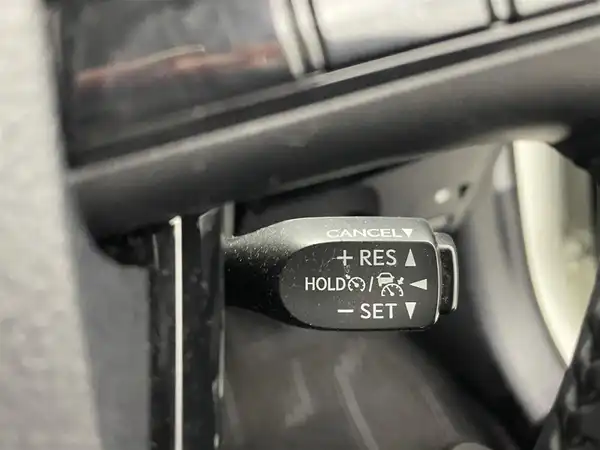 CANCEL▼
+ RES ▲
HOLD / ◀
− SET ▼